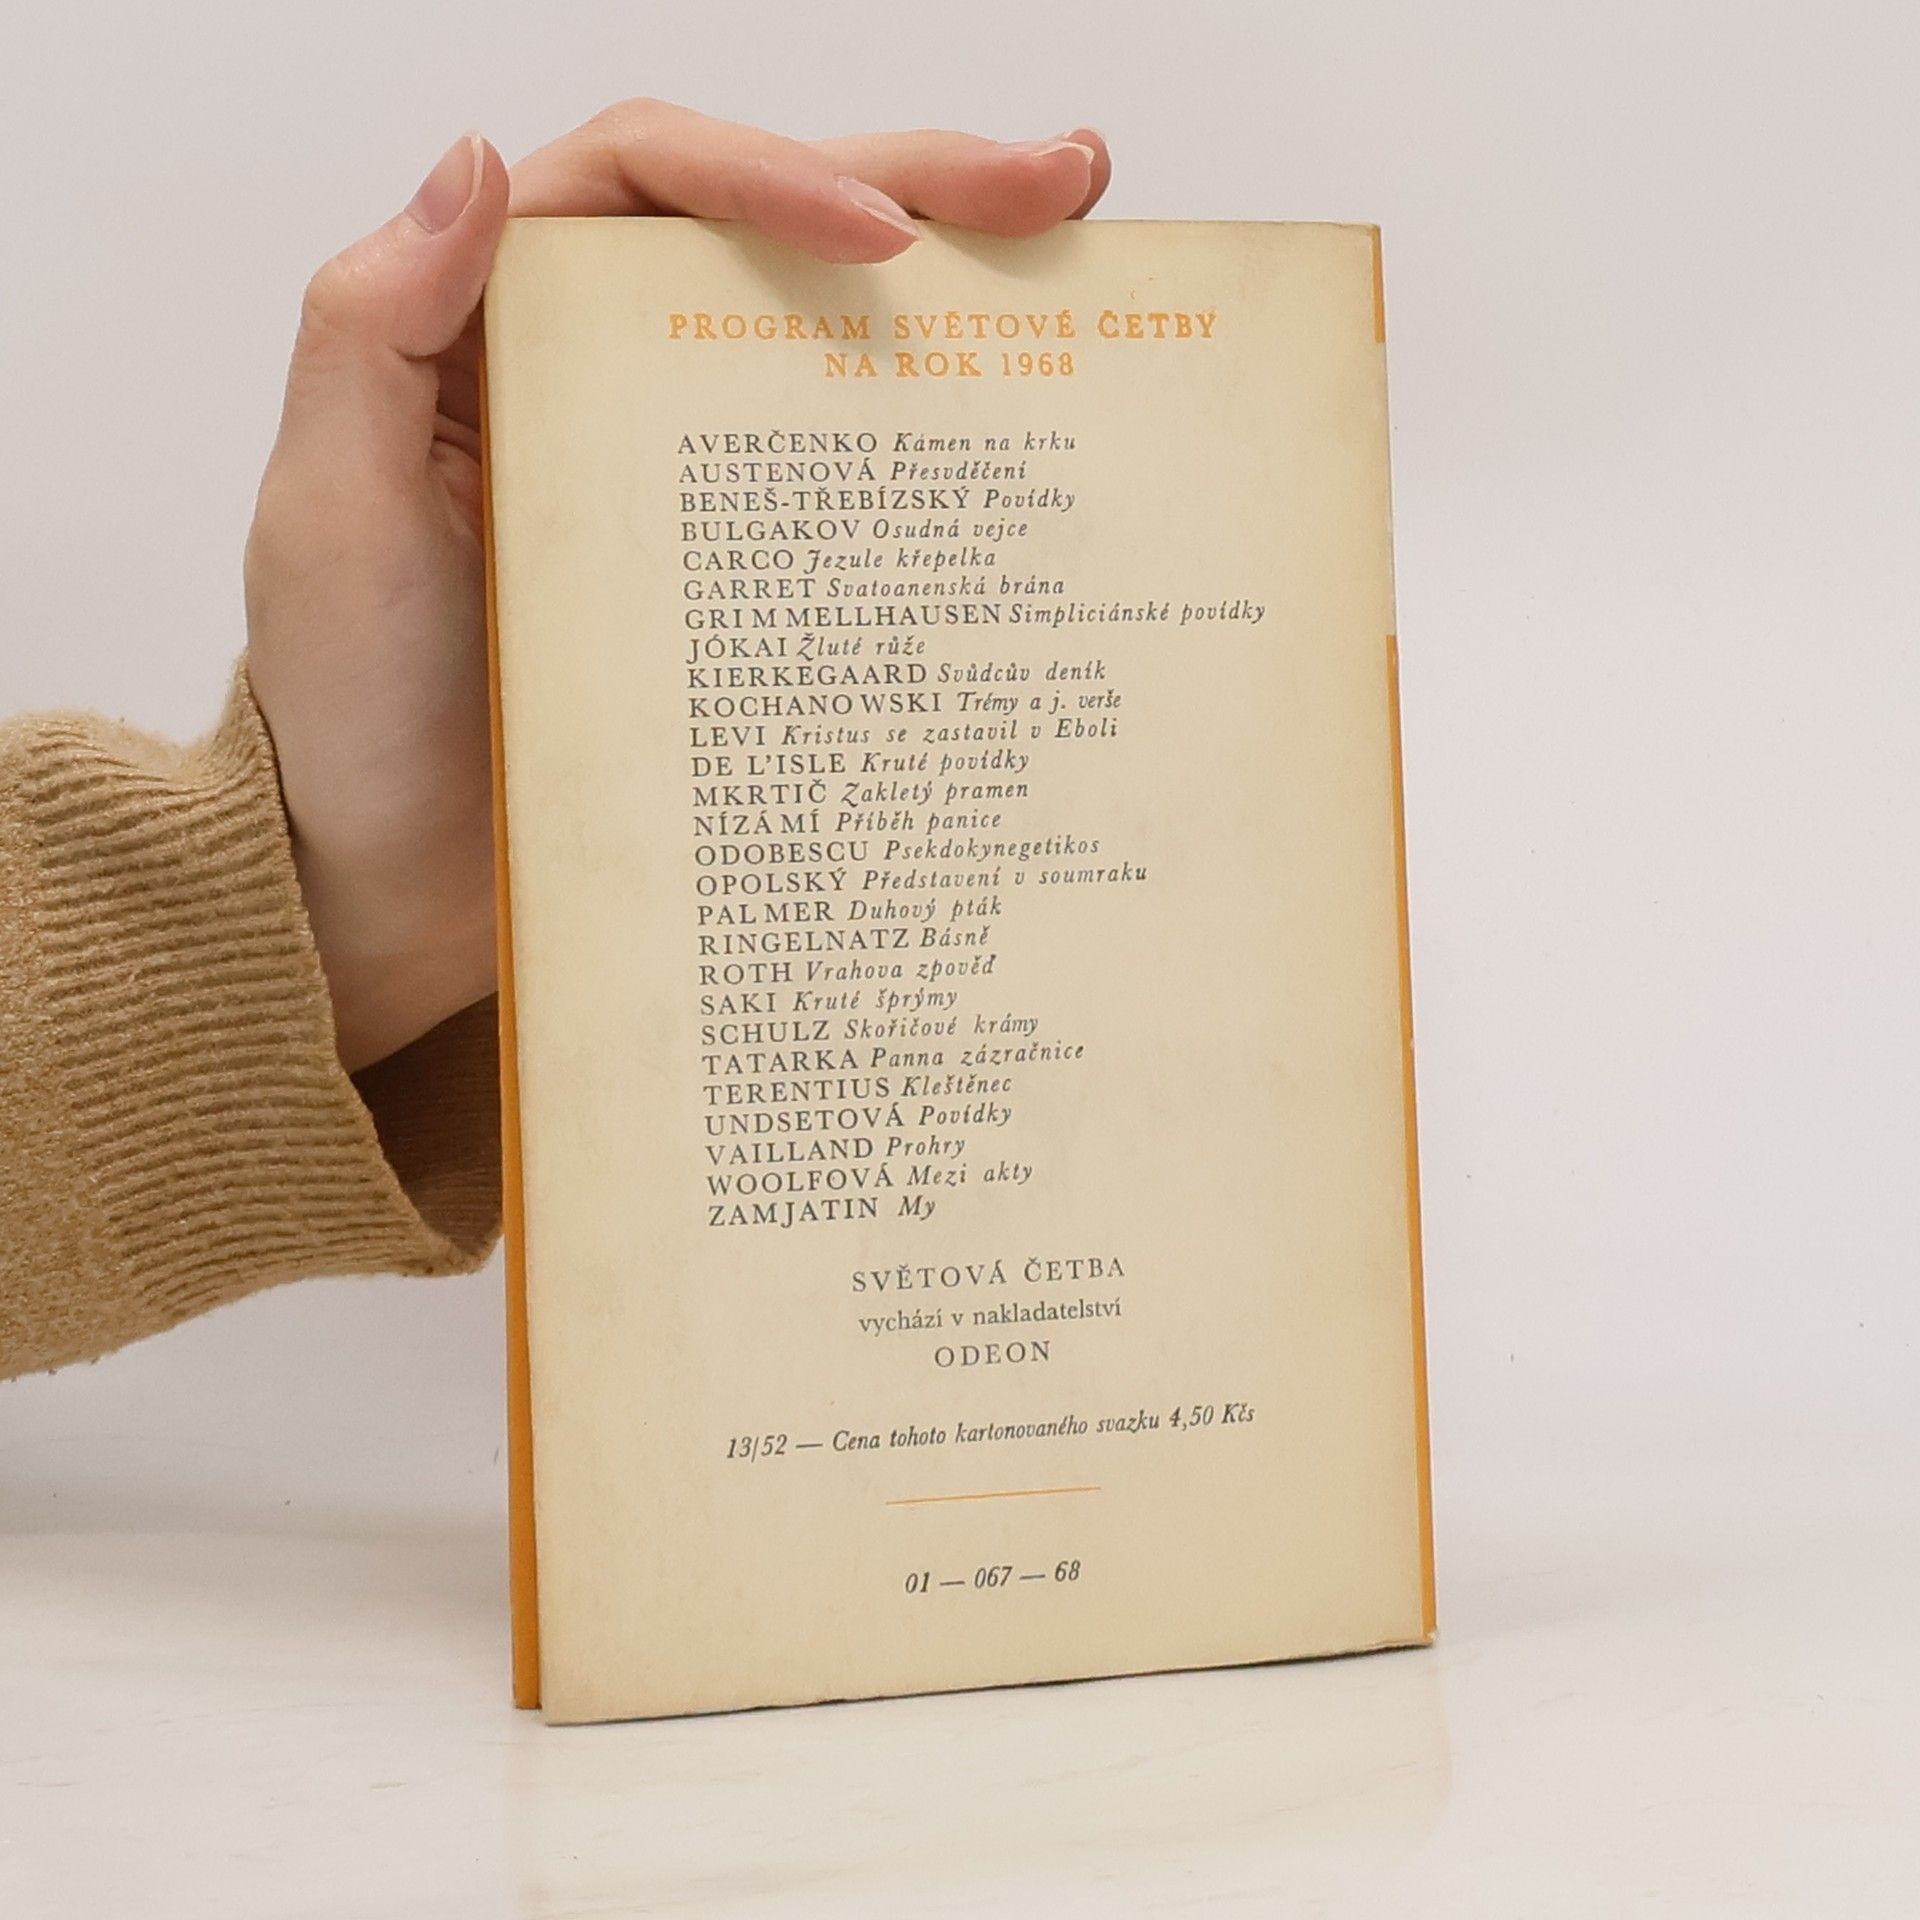 PROGRAM SVĚTOVÉ ČETBY
NA ROK 1968
AVERČENKO Kámen na krku
AUSTENOVÁ Přesvděčení
BENEŠ-TŘEBÍZSKÝ Povídky
BULGAKOV Osudná vejce
CARCO Jezule křepelka
GARRET Svatoanenská brána
GRIMMELLHAUSEN Simpliciánské povídky
JÓKAI Žluté růže
KIERKEGAARD Svůdcův deník
KOCHANOWSKI Trémy a j. verše
LEVI Kristus se zastavil v Eboli
DE L'ISLE Kruté povídky
MKRTIČ Zakletý pramen
NÍZÁMÍ Příběh panice
ODOBESCU Psekdokynegetikos
OPOLSKÝ Představení v soumraku
PALMER Duhový pták
RINGELNATZ Básně
ROTH Vrahova zpověď
SAKI Kruté šprýmy
SCHULZ Skořičové krámy
TATARKA Panna zázračnice
TERENTIUS Kleštěnec
UNDSETOVÁ Povídky
VAILLAND Prohry
WOOLFOVÁ Mezi akty
ZAMJATIN My
SVĚTOVÁ ČETBA
vychází v nakladatelství
ODEON
13/52 — Cena tohoto kartonovaného svazku 4,50 Kčs
01 — 067 — 68